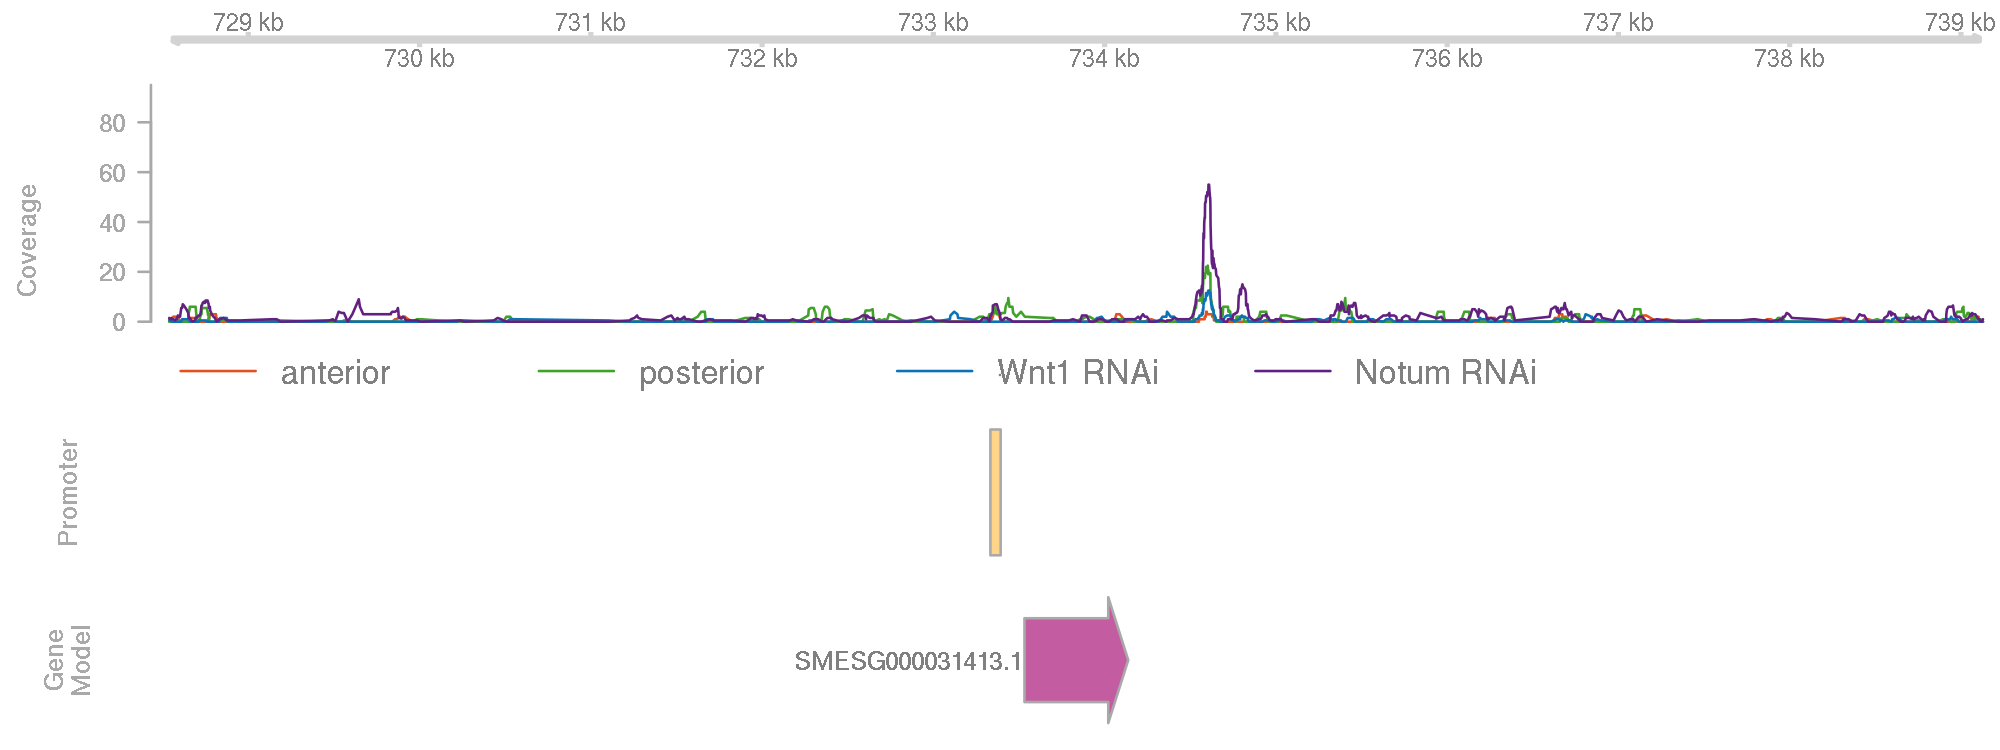 729 kb 731 kb 733 kb 735 kb 737 kb 739 kb
730 kb 732 kb 734 kb 736 kb 738 kb
Coverage
80
60
40
20
0
anterior posterior Wnt1 RNAi Notum RNAi
Promoter
Gene
Model
SMESG000031413.1